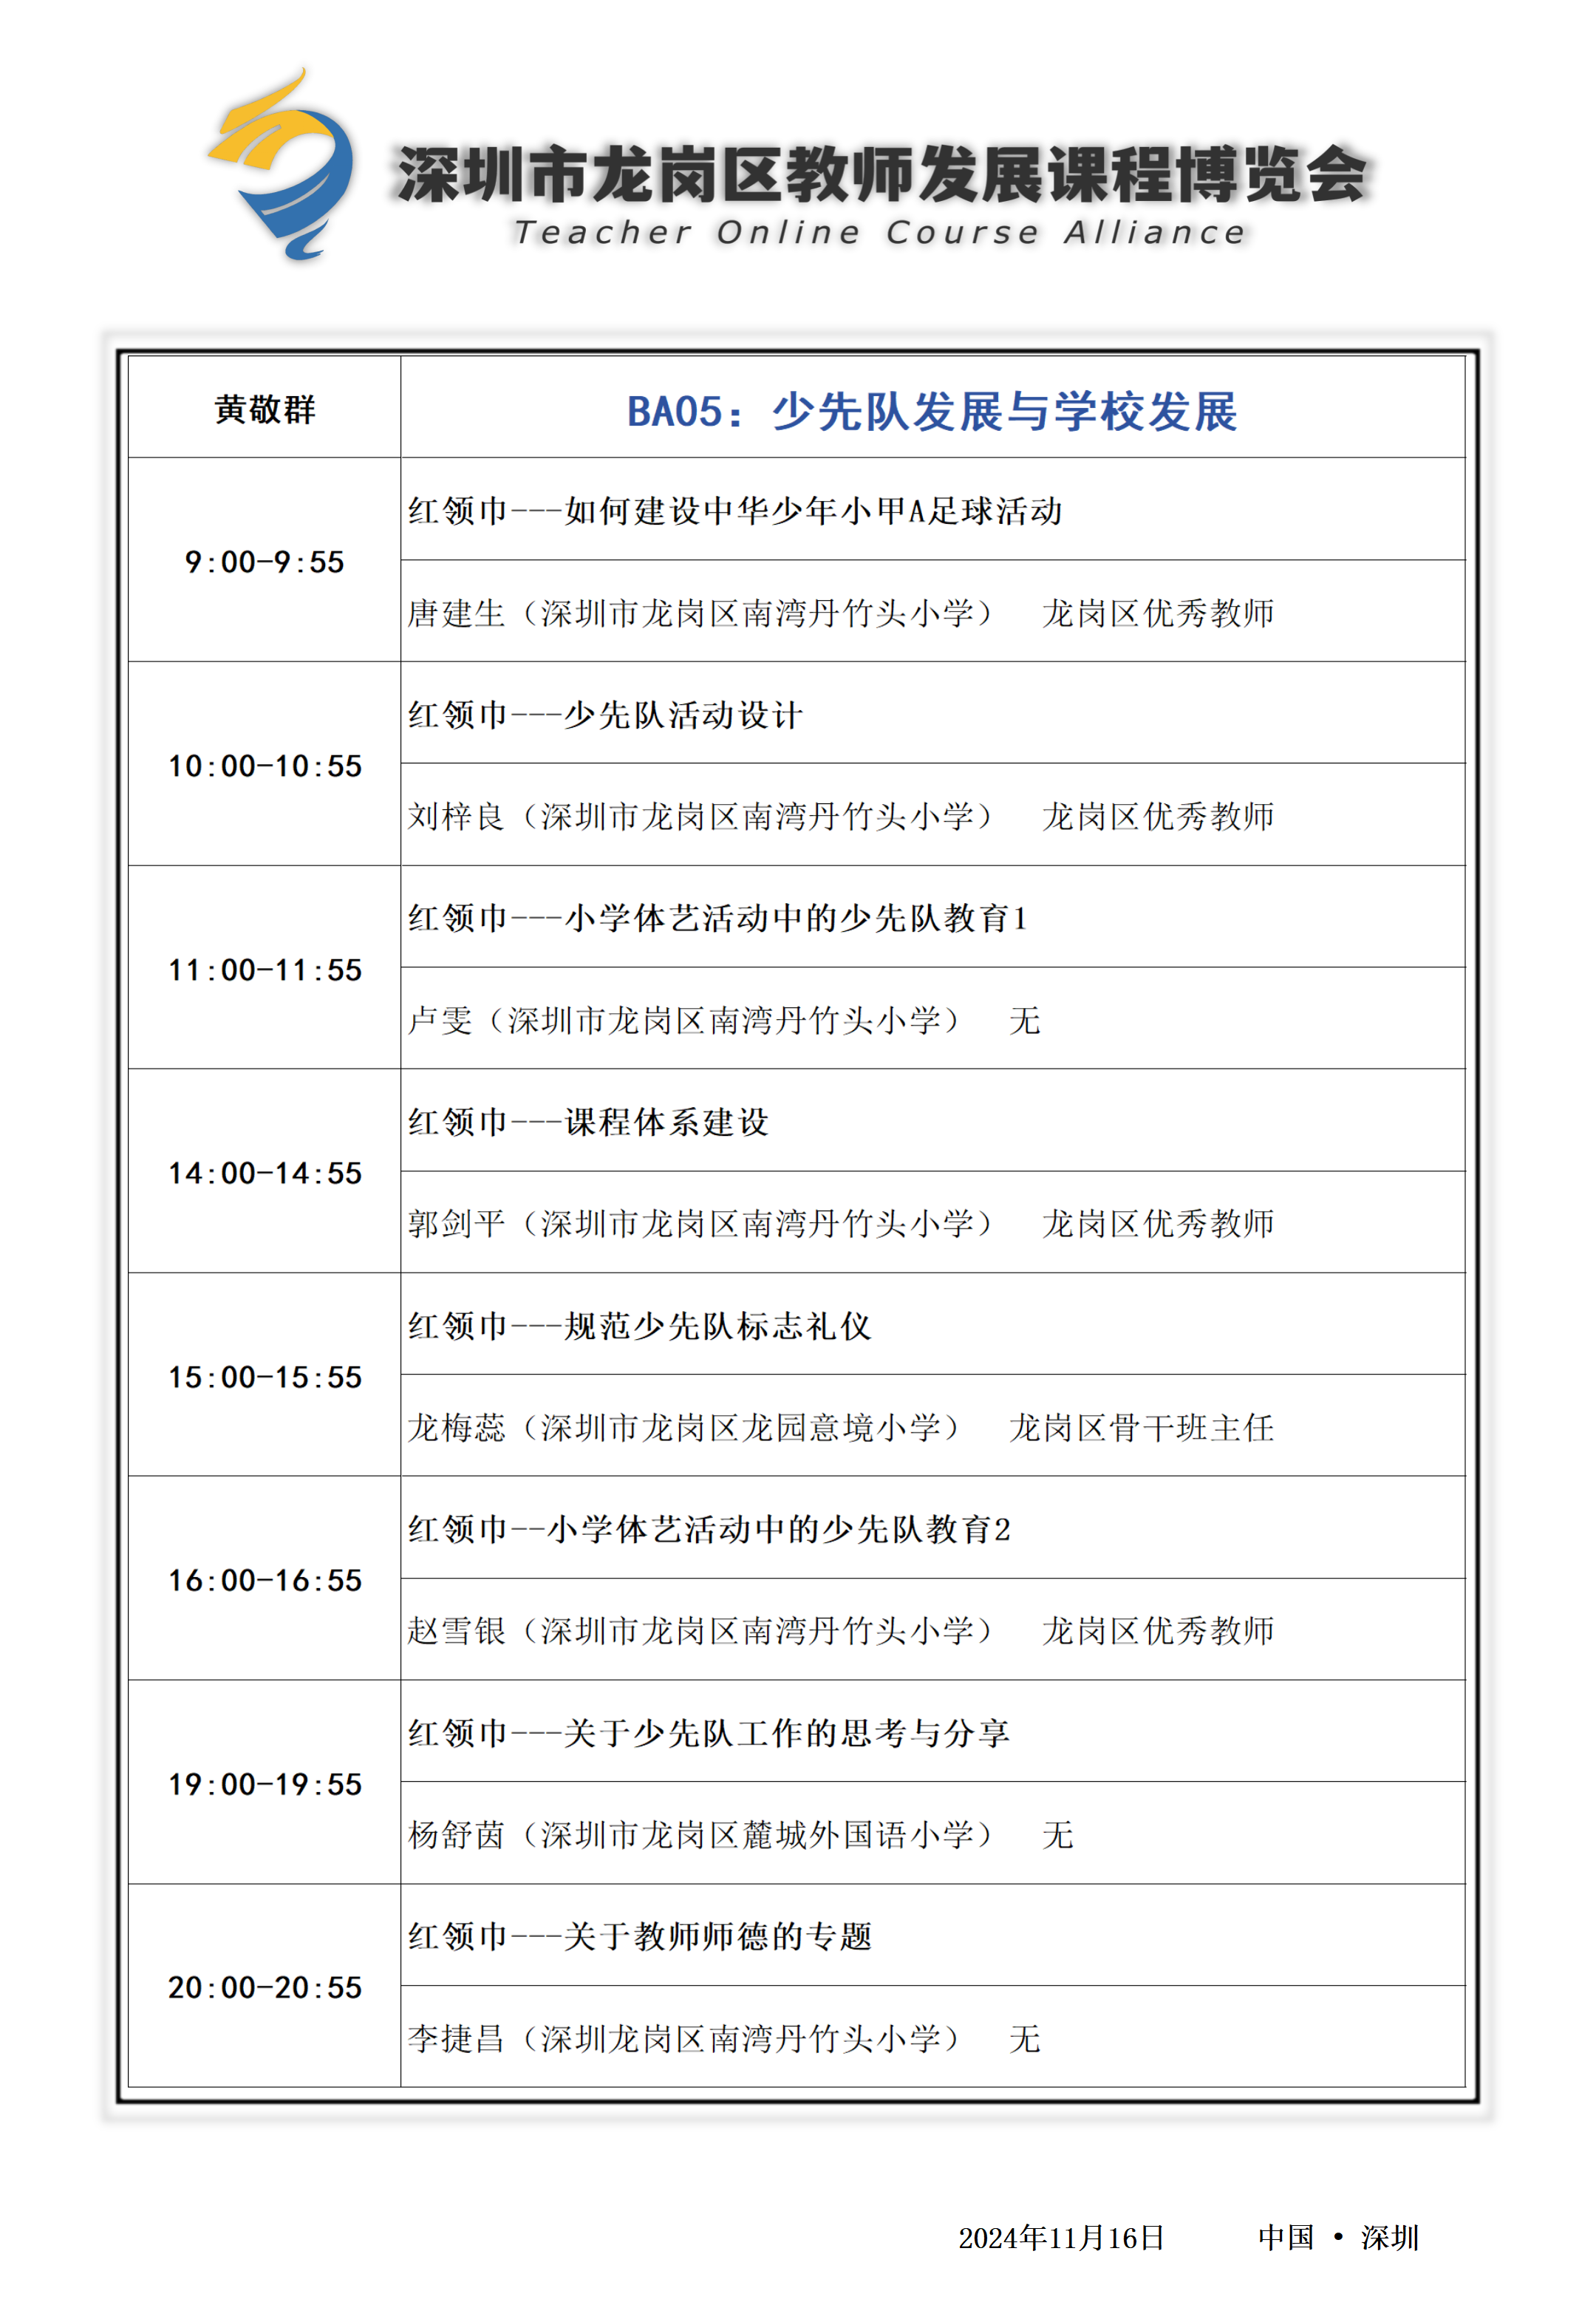 深圳市龙岗区教师发展课程博览会
Teacher Online Course Alliance
黄敬群
BA05：少先队发展与学校发展
9:00-9:55
红领巾---如何建设中华少年小甲A足球活动
唐建生（深圳市龙岗区南湾丹竹头小学） 龙岗区优秀教师
10:00-10:55
红领巾---少先队活动设计
刘梓良（深圳市龙岗区南湾丹竹头小学） 龙岗区优秀教师
11:00-11:55
红领巾---小学体艺活动中的少先队教育1
卢雯（深圳市龙岗区南湾丹竹头小学） 无
14:00-14:55
红领巾---课程体系建设
郭剑平（深圳市龙岗区南湾丹竹头小学） 龙岗区优秀教师
15:00-15:55
红领巾---规范少先队标志礼仪
龙梅蕊（深圳市龙岗区龙园意境小学） 龙岗区骨干班主任
16:00-16:55
红领巾--小学体艺活动中的少先队教育2
赵雪银（深圳市龙岗区南湾丹竹头小学） 龙岗区优秀教师
19:00-19:55
红领巾---关于少先队工作的思考与分享
杨舒茵（深圳市龙岗区麓城外国语小学） 无
20:00-20:55
红领巾---关于教师师德的专题
李捷昌（深圳龙岗区南湾丹竹头小学） 无
2024年11月16日 中国 • 深圳